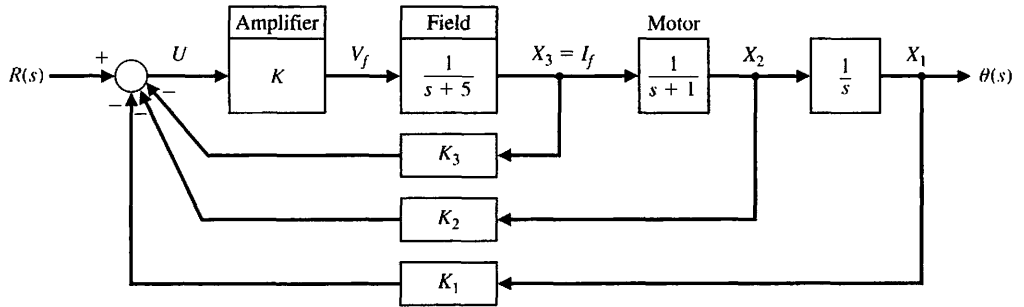 Amplifier
Field
Motor
R(s)
+
U
K
V_f
1
s + 5
X_3 = I_f
1
s + 1
X_2
1
s
X_1
θ(s)
−
−
−
K_3
K_2
K_1